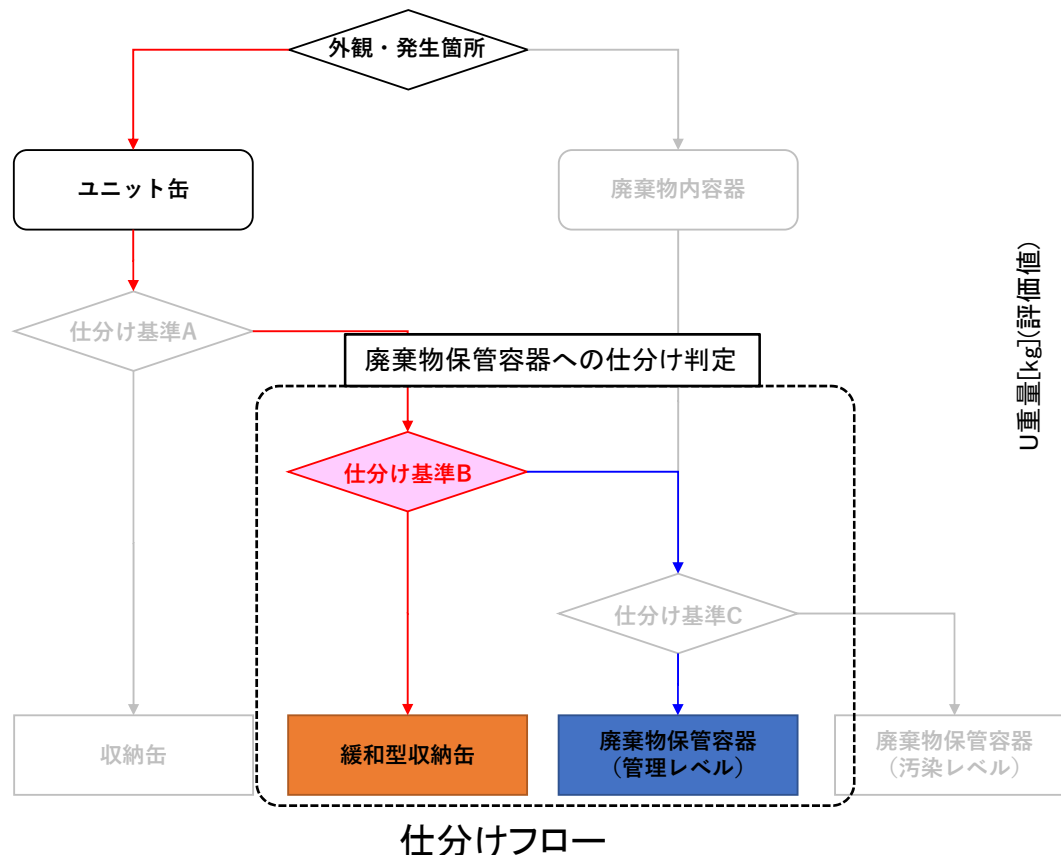 外観・発生箇所
ユニット缶
廃棄物内容器
仕分け基準A
廃棄物保管容器への仕分け判定
仕分け基準B
仕分け基準C
収納缶
緩和型収納缶
廃棄物保管容器
(管理レベル)
廃棄物保管容器
(汚染レベル)
仕分けフロー
U重量[kg](評価値)